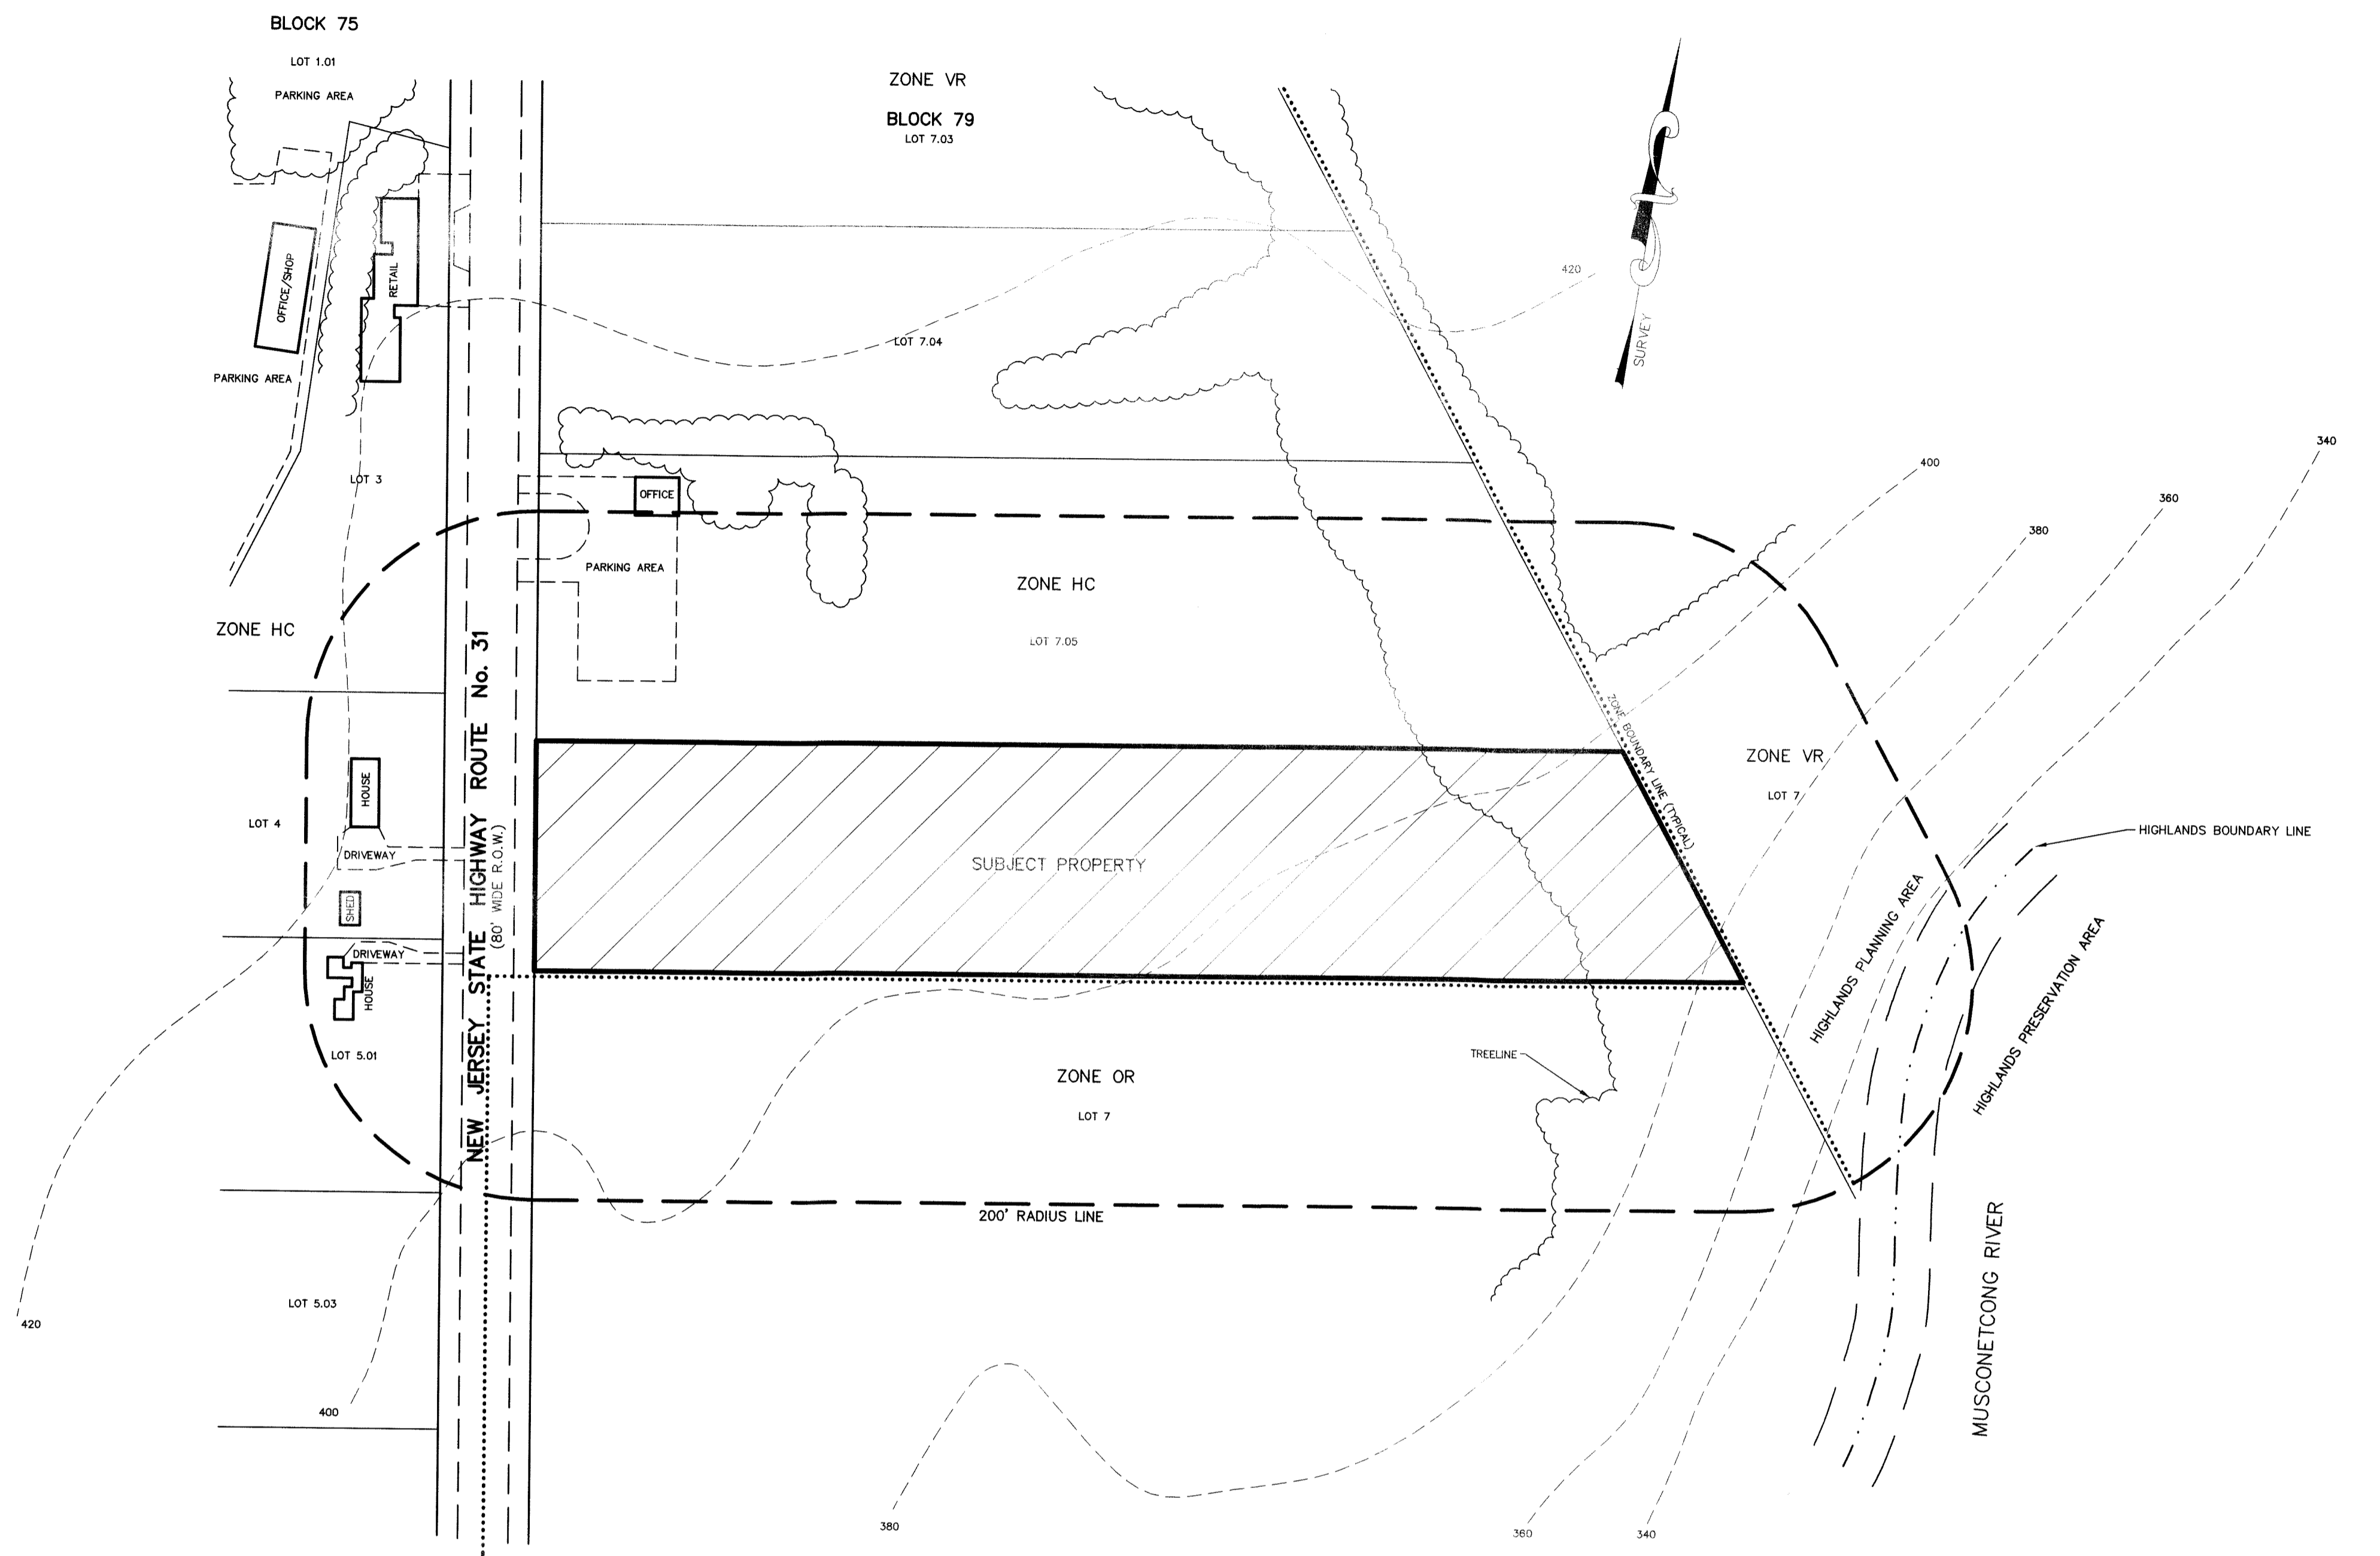 BLOCK 75
LOT 1.01
PARKING AREA
ZONE VR
BLOCK 79
LOT 7.03
OFFICE/SHOP
RETAIL
420
SURVEY
LOT 7.04
PARKING AREA
340
400
LOT 3
OFFICE
360
380
PARKING AREA
ZONE HC
ZONE HC
LOT 7.05
NEW JERSEY STATE HIGHWAY ROUTE No. 31
(80' WIDE R.O.W.)
ZONE BOUNDARY LINE (TYPICAL)
ZONE VR
LOT 7
HOUSE
LOT 4
DRIVEWAY
SUBJECT PROPERTY
HIGHLANDS BOUNDARY LINE
SHED
HIGHLANDS PLANNING AREA
HIGHLANDS PRESERVATION AREA
DRIVEWAY
HOUSE
LOT 5.01
TREELINE
ZONE OR
LOT 7
200' RADIUS LINE
MUSCONETCONG RIVER
LOT 5.03
420
400
380
360
340